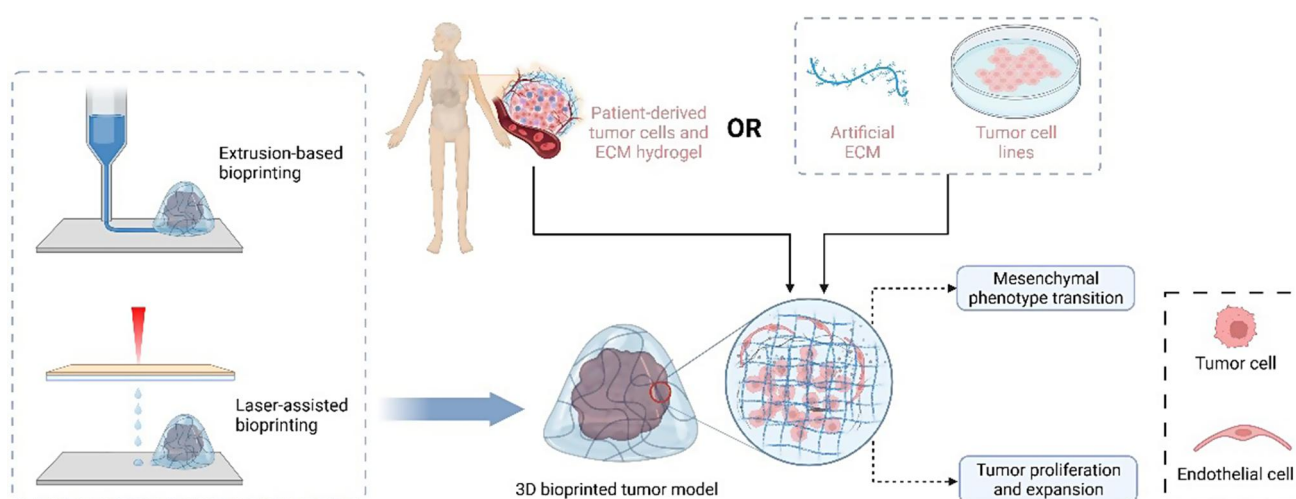 Extrusion-based
bioprinting
Laser-assisted
bioprinting
Patient-derived
tumor cells and
ECM hydrogel
OR
Artificial
ECM
Tumor cell
lines
3D bioprinted tumor model
Mesenchymal
phenotype transition
Tumor proliferation
and expansion
Tumor cell
Endothelial cell